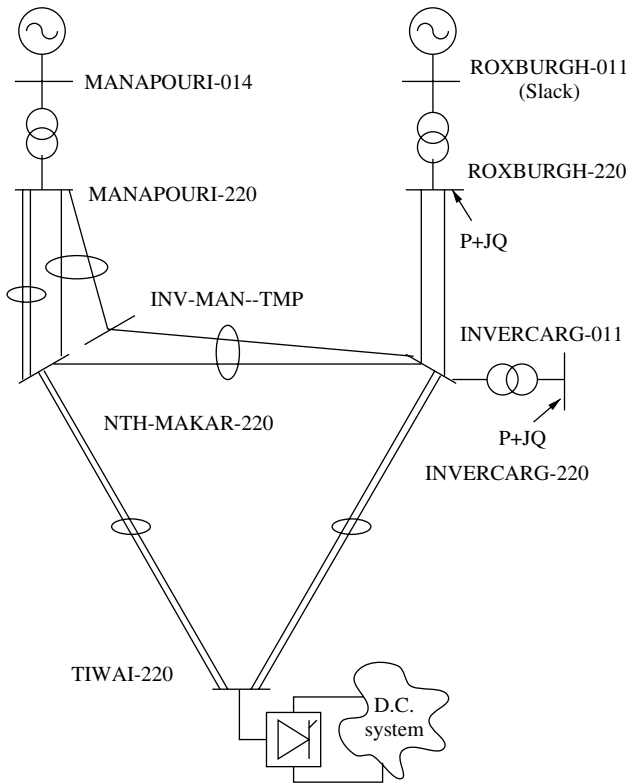 MANAPOURI-014
ROXBURGH-011
(Slack)
ROXBURGH-220
MANAPOURI-220
P+JQ
INV-MAN--TMP
INVERCARG-011
NTH-MAKAR-220
P+JQ
INVERCARG-220
TIWAI-220
D.C.
system